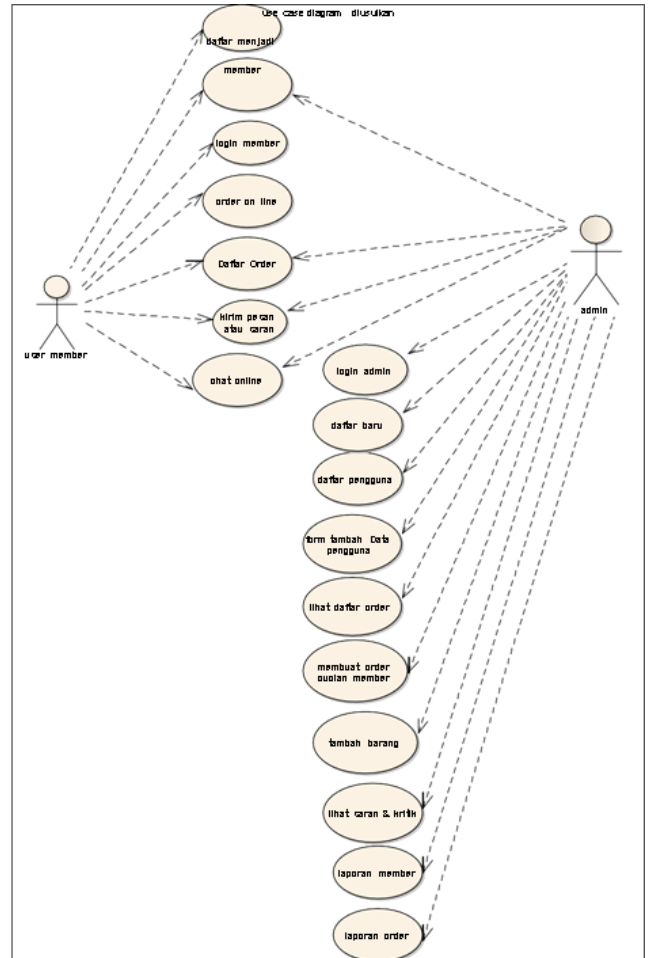 use case diagram diusulkan
daftar menjadi
member
login member
order on line
Daftar Order
kirim pesan
atau saran
chat online
user member
admin
login admin
daftar baru
daftar pengguna
form tambah Data
pengguna
lihat daftar order
membuat order
member
tambah barang
lihat saran & kritik
laporan member
laporan order